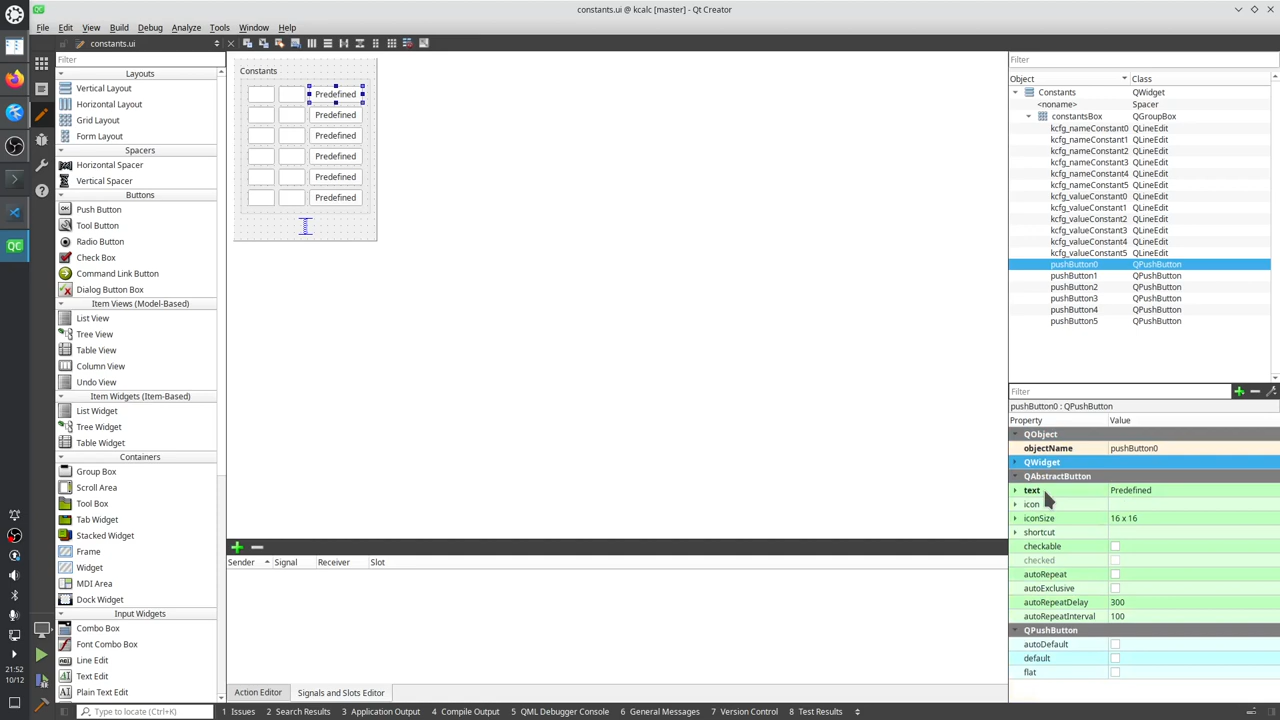 constants.ui @ kcalc [master] - Qt Creator
File Edit View Build Debug Analyze Tools Window Help
constants.ui
Filter
Layouts
Vertical Layout
Horizontal Layout
Grid Layout
Form Layout
Spacers
Horizontal Spacer
Vertical Spacer
Buttons
Push Button
Tool Button
Radio Button
Check Box
Command Link Button
Dialog Button Box
Item Views (Model-Based)
List View
Tree View
Table View
Column View
Undo View
Item Widgets (Item-Based)
List Widget
Tree Widget
Table Widget
Containers
Group Box
Scroll Area
Tool Box
Tab Widget
Stacked Widget
Frame
Widget
MDI Area
Dock Widget
Input Widgets
Combo Box
Font Combo Box
Line Edit
Text Edit
Plain Text Edit
Constants
Predefined
Predefined
Predefined
Predefined
Predefined
Predefined
Sender Signal Receiver Slot
Action Editor Signals and Slots Editor
Filter
Object Class
Constants QWidget
<noname> Spacer
constantsBox QGroupBox
kcfg_nameConstant0 QLineEdit
kcfg_nameConstant1 QLineEdit
kcfg_nameConstant2 QLineEdit
kcfg_nameConstant3 QLineEdit
kcfg_nameConstant4 QLineEdit
kcfg_nameConstant5 QLineEdit
kcfg_valueConstant0 QLineEdit
kcfg_valueConstant1 QLineEdit
kcfg_valueConstant2 QLineEdit
kcfg_valueConstant3 QLineEdit
kcfg_valueConstant4 QLineEdit
kcfg_valueConstant5 QLineEdit
pushButton0 QPushButton
pushButton1 QPushButton
pushButton2 QPushButton
pushButton3 QPushButton
pushButton4 QPushButton
pushButton5 QPushButton
Filter
pushButton0 : QPushButton
Property Value
QObject
objectName pushButton0
QWidget
QAbstractButton
text Predefined
icon
iconSize 16 x 16
shortcut
checkable
checked
autoRepeat
autoExclusive
autoRepeatDelay 300
autoRepeatInterval 100
QPushButton
autoDefault
default
flat
QC
21:52
10/12
Type to locate (Ctrl+K) 1 Issues 2 Search Results 3 Application Output 4 Compile Output 5 QML Debugger Console 6 General Messages 7 Version Control 8 Test Results